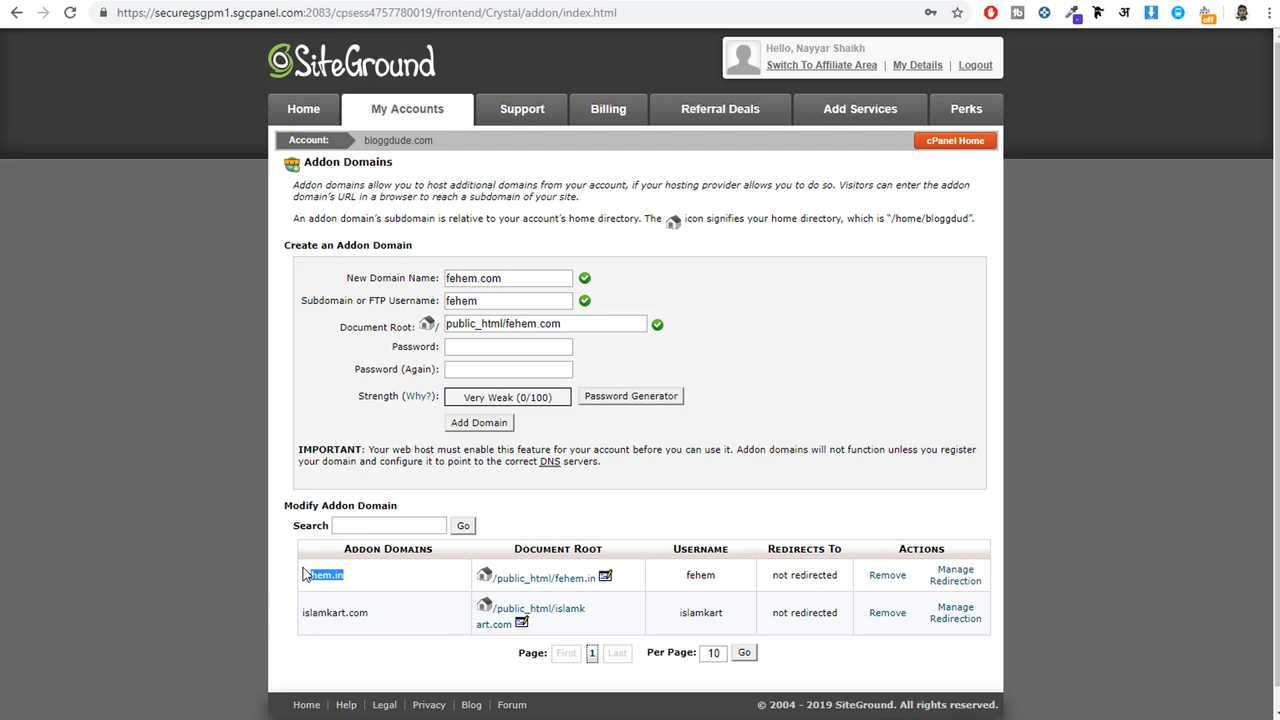 https://securegsgpm1.sgcpanel.com:2083/cpsess4757780019/frontend/Crystal/addon/index.html
off
SiteGround
Hello, Nayyar Shaikh
Switch To Affiliate Area | My Details | Logout
Home My Accounts Support Billing Referral Deals Add Services Perks
Account: bloggdude.com cPanel Home
Addon Domains
Addon domains allow you to host additional domains from your account, if your hosting provider allows you to do so. Visitors can enter the addon
domain's URL in a browser to reach a subdomain of your site.
An addon domain's subdomain is relative to your account's home directory. The icon signifies your home directory, which is "/home/bloggdud".
Create an Addon Domain
New Domain Name: fehem.com
Subdomain or FTP Username: fehem
Document Root: / public_html/fehem.com
Password:
Password (Again):
Strength (Why?): Very Weak (0/100) Password Generator
Add Domain
IMPORTANT: Your web host must enable this feature for your account before you can use it. Addon domains will not function unless you register
your domain and configure it to point to the correct DNS servers.
Modify Addon Domain
Search Go
ADDON DOMAINS DOCUMENT ROOT USERNAME REDIRECTS TO ACTIONS
fehem.in /public_html/fehem.in fehem not redirected Remove Manage Redirection
islamkart.com /public_html/islamk
art.com islamkart not redirected Remove Manage Redirection
Page: First 1 Last Per Page: 10 Go
Home | Help | Legal | Privacy | Blog | Forum © 2004 - 2019 SiteGround. All rights reserved.